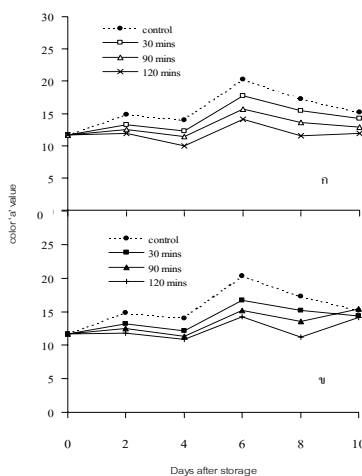 30
control
30 mins
25
90 mins
120 mins
20
15
10
5
ก
0
color 'a' value
control
25
30 mins
90 mins
20
120 mins
15
10
5
ข
0
0 2 4 6 8 10
Days after storage